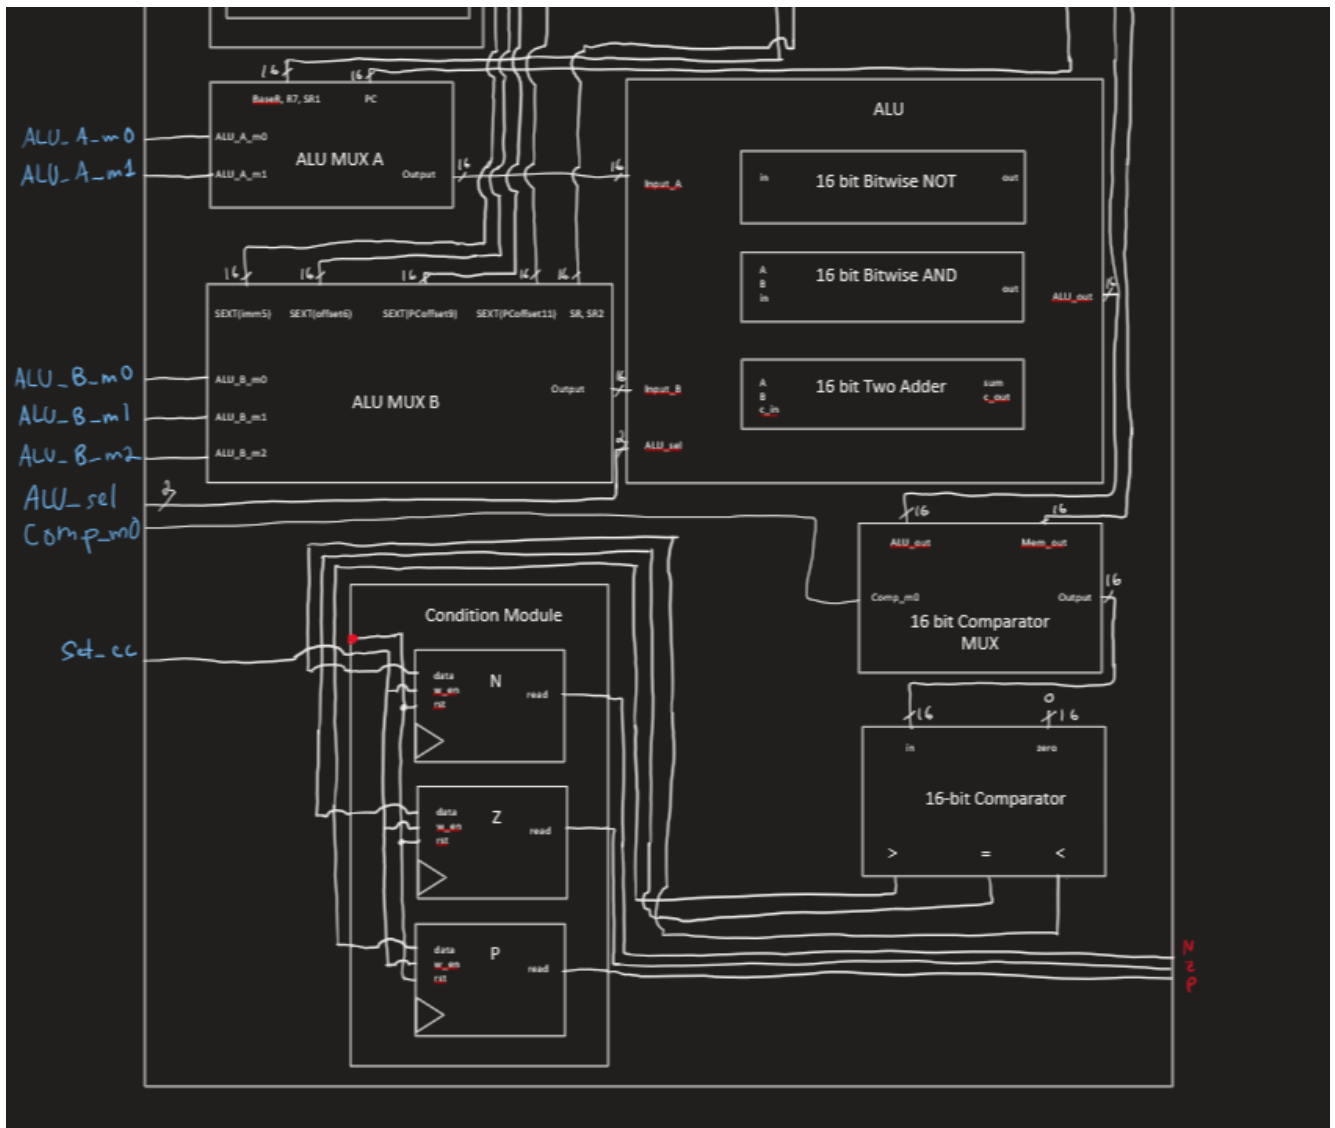 16 16
BaseR, R7, SR1 PC
ALU_A_m0 ALU_A_m0
ALU MUX A
ALU_A_m1 ALU_A_m1 Output 16
16 Input_A
ALU
in 16 bit Bitwise NOT out
A 16 bit Bitwise AND
B out
in
ALU_out 16
A 16 bit Two Adder sum
B c_out
c_in
16 16 16 16 16
SEXT(imm5) SEXT(offset6) SEXT(PCoffset9) SEXT(PCoffset11) SR, SR2
ALU_B_m0 ALU_B_m0
ALU MUX B
Output 16 Input_B
ALU_B_m1 ALU_B_m1
ALU_B_m2 ALU_B_m2
2 ALU_sel
ALU_sel 2
Comp_m0
16 16
ALU_out Mem_out
Comp_m0 Output 16
16 bit Comparator
MUX
Set_cc
Condition Module
data N
w_en read
rst
data Z
w_en read
rst
data P
w_en read
rst
0
16 16
in zero
16-bit Comparator
> = <
N
Z
P